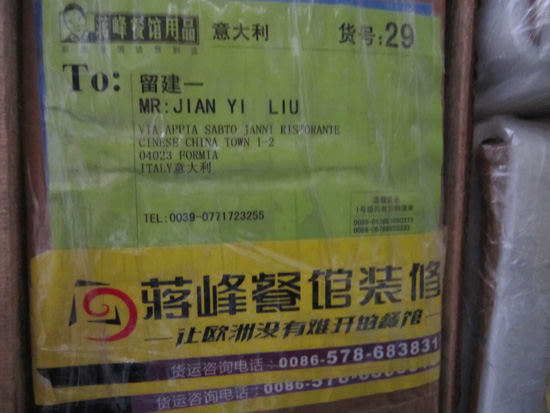 蒋峰餐馆用品 意大利 货号:29
To: 留建一
MR:JIAN YI LIU
VIA APPIA SABTO JANNI RISTORANTE
CINESE CHINA TOWN 1-2
04023 FORMIA
ITALY意大利
TEL:0039-0771723255
蒋峰餐馆装修
让欧洲没有难开的餐馆
货运咨询电话:0086-578-683831
货运咨询电话:0086-578-6838